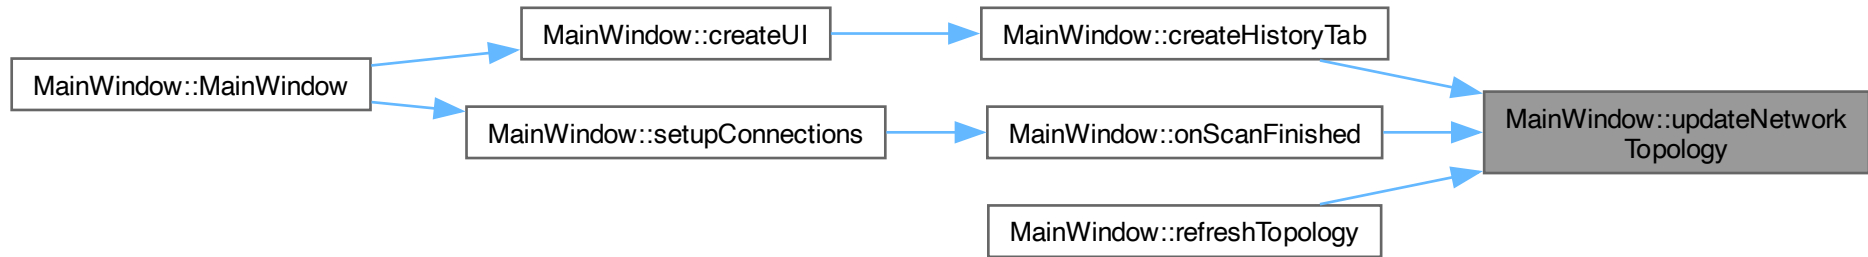 MainWindow::MainWindow
MainWindow::createUI
MainWindow::createHistoryTab
MainWindow::setupConnections
MainWindow::onScanFinished
MainWindow::refreshTopology
MainWindow::updateNetwork
Topology